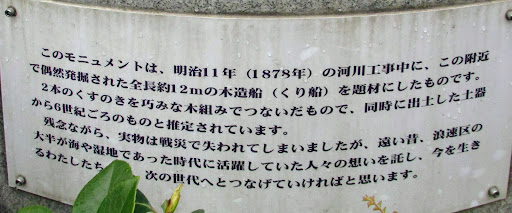 このモニュメントは、明治11年（1878年）の河川工事中に、この附近
で偶然発掘された全長約12mの木造船（くり船）を題材にしたものです。
2本のくすのきを巧みな木組みでつないだもので、同時に出土した土器
から6世紀ごろのものと推定されています。
残念ながら、実物は戦災で失われてしまいましたが、遠い昔、浪速区の
大半が海や湿地であった時代に活躍していた人々の想いを託し、今を生き
るわたしたち 次の世代へとつなげていければと思います。